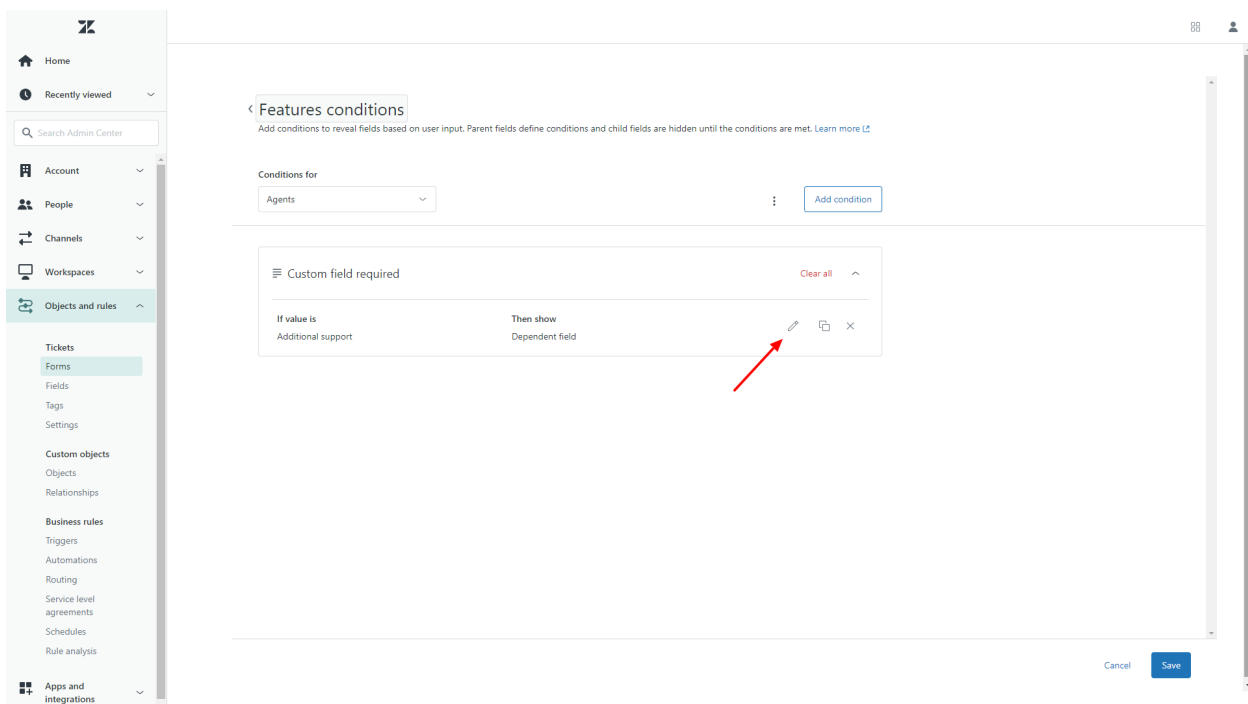 Home
Recently viewed
Search Admin Center
Account
People
Channels
Workspaces
Objects and rules
Tickets
Forms
Fields
Tags
Settings
Custom objects
Objects
Relationships
Business rules
Triggers
Automations
Routing
Service level
agreements
Schedules
Rule analysis
Apps and
integrations
Features conditions
Add conditions to reveal fields based on user input. Parent fields define conditions and child fields are hidden until the conditions are met. Learn more
Conditions for
Agents
Add condition
Custom field required
Clear all
If value is
Then show
Additional support
Dependent field
Cancel
Save